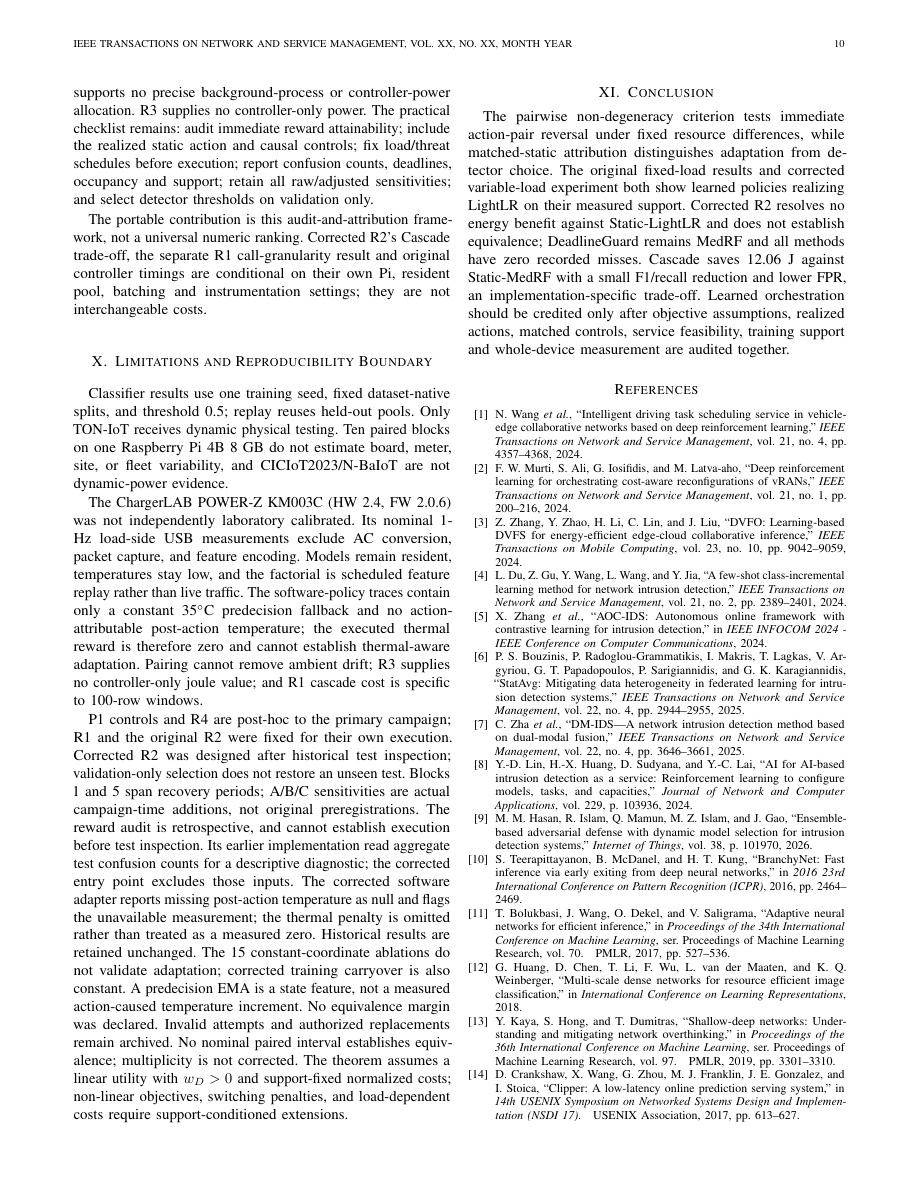 IEEE TRANSACTIONS ON NETWORK AND SERVICE MANAGEMENT, VOL. XX, NO. XX, MONTH YEAR 10
supports no precise background-process or controller-power
allocation. R3 supplies no controller-only power. The practical
checklist remains: audit immediate reward attainability; include
the realized static action and causal controls; fix load/threat
schedules before execution; report confusion counts, deadlines,
occupancy and support; retain all raw/adjusted sensitivities;
and select detector thresholds on validation only.
The portable contribution is this audit-and-attribution frame-
work, not a universal numeric ranking. Corrected R2's Cascade
trade-off, the separate R1 call-granularity result and original
controller timings are conditional on their own Pi, resident
pool, batching and instrumentation settings; they are not
interchangeable costs.
X. LIMITATIONS AND REPRODUCIBILITY BOUNDARY
Classifier results use one training seed, fixed dataset-native
splits, and threshold 0.5; replay reuses held-out pools. Only
TON-IoT receives dynamic physical testing. Ten paired blocks
on one Raspberry Pi 4B 8 GB do not estimate board, meter,
site, or fleet variability, and CICIoT2023/N-BaIoT are not
dynamic-power evidence.
The ChargerLAB POWER-Z KM003C (HW 2.4, FW 2.0.6)
was not independently laboratory calibrated. Its nominal 1-
Hz load-side USB measurements exclude AC conversion,
packet capture, and feature encoding. Models remain resident,
temperatures stay low, and the factorial is scheduled feature
replay rather than live traffic. The software-policy traces contain
only a constant 35°C predecision fallback and no action-
attributable post-action temperature; the executed thermal
reward is therefore zero and cannot establish thermal-aware
adaptation. Pairing cannot remove ambient drift; R3 supplies
no controller-only joule value; and R1 cascade cost is specific
to 100-row windows.
P1 controls and R4 are post-hoc to the primary campaign;
R1 and the original R2 were fixed for their own execution.
Corrected R2 was designed after historical test inspection;
validation-only selection does not restore an unseen test. Blocks
1 and 5 span recovery periods; A/B/C sensitivities are actual
campaign-time additions, not original preregistrations. The
reward audit is retrospective, and cannot establish execution
before test inspection. Its earlier implementation read aggregate
test confusion counts for a descriptive diagnostic; the corrected
entry point excludes those inputs. The corrected software
adapter reports missing post-action temperature as null and flags
the unavailable measurement; the thermal penalty is omitted
rather than treated as a measured zero. Historical results are
retained unchanged. The 15 constant-coordinate ablations do
not validate adaptation; corrected training carryover is also
constant. A predecision EMA is a state feature, not a measured
action-caused temperature increment. No equivalence margin
was declared. Invalid attempts and authorized replacements
remain archived. No nominal paired interval establishes equiv-
alence; multiplicity is not corrected. The theorem assumes a
linear utility with w_D > 0 and support-fixed normalized costs;
non-linear objectives, switching penalties, and load-dependent
costs require support-conditioned extensions.
XI. CONCLUSION
The pairwise non-degeneracy criterion tests immediate
action-pair reversal under fixed resource differences, while
matched-static attribution distinguishes adaptation from de-
tector choice. The original fixed-load results and corrected
variable-load experiment both show learned policies realizing
LightLR on their measured support. Corrected R2 resolves no
energy benefit against Static-LightLR and does not establish
equivalence; DeadlineGuard remains MedRF and all methods
have zero recorded misses. Cascade saves 12.06 J against
Static-MedRF with a small F1/recall reduction and lower FPR,
an implementation-specific trade-off. Learned orchestration
should be credited only after objective assumptions, realized
actions, matched controls, service feasibility, training support
and whole-device measurement are audited together.
REFERENCES
[1] N. Wang et al., “Intelligent driving task scheduling service in vehicle-
edge collaborative networks based on deep reinforcement learning,” IEEE
Transactions on Network and Service Management, vol. 21, no. 4, pp.
4357–4368, 2024.
[2] F. W. Murti, S. Ali, G. Iosifidis, and M. Latva-aho, “Deep reinforcement
learning for orchestrating cost-aware reconfigurations of vRANs,” IEEE
Transactions on Network and Service Management, vol. 21, no. 1, pp.
200–216, 2024.
[3] Z. Zhang, Y. Zhao, H. Li, C. Lin, and J. Liu, “DVFO: Learning-based
DVFS for energy-efficient edge-cloud collaborative inference,” IEEE
Transactions on Mobile Computing, vol. 23, no. 10, pp. 9042–9059,
2024.
[4] L. Du, Z. Gu, Y. Wang, L. Wang, and Y. Jia, “A few-shot class-incremental
learning method for network intrusion detection,” IEEE Transactions on
Network and Service Management, vol. 21, no. 2, pp. 2389–2401, 2024.
[5] X. Zhang et al., “AOC-IDS: Autonomous online framework with
contrastive learning for intrusion detection,” in IEEE INFOCOM 2024 -
IEEE Conference on Computer Communications, 2024.
[6] P. S. Bouzinis, P. Radoglou-Grammatikis, I. Makris, T. Lagkas, V. Ar-
gyriou, G. T. Papadopoulos, P. Sarigiannidis, and G. K. Karagiannidis,
“StatAvg: Mitigating data heterogeneity in federated learning for intru-
sion detection systems,” IEEE Transactions on Network and Service
Management, vol. 22, no. 4, pp. 2944–2955, 2025.
[7] C. Zha et al., “DM-IDS—A network intrusion detection method based
on dual-modal fusion,” IEEE Transactions on Network and Service
Management, vol. 22, no. 4, pp. 3646–3661, 2025.
[8] Y.-D. Lin, H.-X. Huang, D. Sudyana, and Y.-C. Lai, “AI for AI-based
intrusion detection as a service: Reinforcement learning to configure
models, tasks, and capacities,” Journal of Network and Computer
Applications, vol. 229, p. 103936, 2024.
[9] M. M. Hasan, R. Islam, Q. Mamun, M. Z. Islam, and J. Gao, “Ensemble-
based adversarial defense with dynamic model selection for intrusion
detection systems,” Internet of Things, vol. 38, p. 101970, 2026.
[10] S. Teerapittayanon, B. McDanel, and H. T. Kung, “BranchyNet: Fast
inference via early exiting from deep neural networks,” in 2016 23rd
International Conference on Pattern Recognition (ICPR), 2016, pp. 2464–
2469.
[11] T. Bolukbasi, J. Wang, O. Dekel, and V. Saligrama, “Adaptive neural
networks for efficient inference,” in Proceedings of the 34th International
Conference on Machine Learning, ser. Proceedings of Machine Learning
Research, vol. 70. PMLR, 2017, pp. 527–536.
[12] G. Huang, D. Chen, T. Li, F. Wu, L. van der Maaten, and K. Q.
Weinberger, “Multi-scale dense networks for resource efficient image
classification,” in International Conference on Learning Representations,
2018.
[13] Y. Kaya, S. Hong, and T. Dumitras, “Shallow-deep networks: Under-
standing and mitigating network overthinking,” in Proceedings of the
36th International Conference on Machine Learning, ser. Proceedings of
Machine Learning Research, vol. 97. PMLR, 2019, pp. 3301–3310.
[14] D. Crankshaw, X. Wang, G. Zhou, M. J. Franklin, J. E. Gonzalez, and
I. Stoica, “Clipper: A low-latency online prediction serving system,” in
14th USENIX Symposium on Networked Systems Design and Implemen-
tation (NSDI 17). USENIX Association, 2017, pp. 613–627.